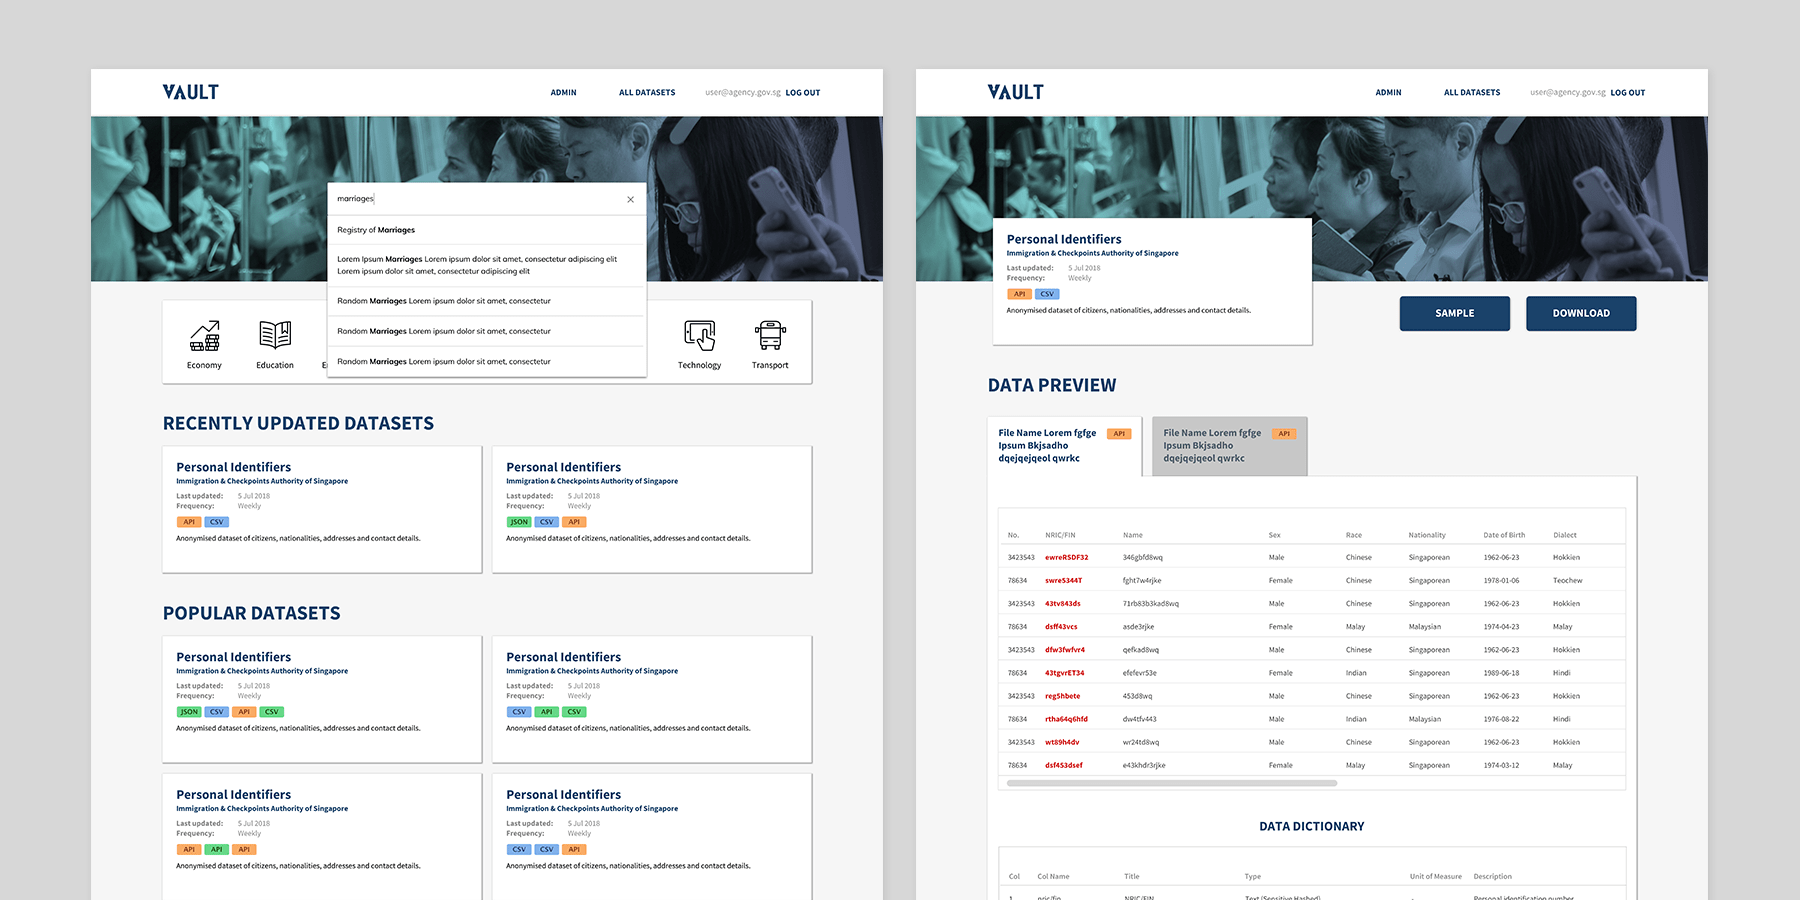 VAULT
ADMIN
ALL DATASETS
user@agency.gov.sg LOG OUT
marriages
Registry of Marriages
Lorem Ipsum Marriages Lorem ipsum dolor sit amet, consectetur adipiscing elit
Lorem ipsum dolor sit amet, consectetur adipiscing elit
Random Marriages Lorem ipsum dolor sit amet, consectetur
Random Marriages Lorem ipsum dolor sit amet, consectetur
Random Marriages Lorem ipsum dolor sit amet, consectetur
Economy
Education
Technology
Transport
RECENTLY UPDATED DATASETS
Personal Identifiers
Immigration & Checkpoints Authority of Singapore
Last updated: 5 Jul 2018
Frequency: Weekly
API CSV
Anonymised dataset of citizens, nationalities, addresses and contact details.
Personal Identifiers
Immigration & Checkpoints Authority of Singapore
Last updated: 5 Jul 2018
Frequency: Weekly
JSON CSV API
Anonymised dataset of citizens, nationalities, addresses and contact details.
POPULAR DATASETS
Personal Identifiers
Immigration & Checkpoints Authority of Singapore
Last updated: 5 Jul 2018
Frequency: Weekly
JSON CSV API CSV
Anonymised dataset of citizens, nationalities, addresses and contact details.
Personal Identifiers
Immigration & Checkpoints Authority of Singapore
Last updated: 5 Jul 2018
Frequency: Weekly
CSV API CSV
Anonymised dataset of citizens, nationalities, addresses and contact details.
Personal Identifiers
Immigration & Checkpoints Authority of Singapore
Last updated: 5 Jul 2018
Frequency: Weekly
API API API
Anonymised dataset of citizens, nationalities, addresses and contact details.
Personal Identifiers
Immigration & Checkpoints Authority of Singapore
Last updated: 5 Jul 2018
Frequency: Weekly
CSV CSV API
Anonymised dataset of citizens, nationalities, addresses and contact details.
VAULT
ADMIN
ALL DATASETS
user@agency.gov.sg LOG OUT
Personal Identifiers
Immigration & Checkpoints Authority of Singapore
Last updated: 5 Jul 2018
Frequency: Weekly
API CSV
Anonymised dataset of citizens, nationalities, addresses and contact details.
SAMPLE
DOWNLOAD
DATA PREVIEW
File Name Lorem fgfge API
Ipsum Bkjsadho
dqejqejqeol qwrkc
File Name Lorem fgfge API
Ipsum Bkjsadho
dqejqejqeol qwrkc
No. NRIC/FIN Name Sex Race Nationality Date of Birth Dialect
3423543 ewreRSDF32 346gbfd8wq Male Chinese Singaporean 1962-06-23 Hokkien
78634 swre5344T fght7w4rjke Female Chinese Singaporean 1978-01-06 Teochew
3423543 43tv843ds 71rb83b3kad8wq Male Chinese Singaporean 1962-06-23 Hokkien
78634 dsff43vcs asde3rjke Female Malay Malaysian 1974-04-23 Malay
3423543 dfw3fwfvr4 qefkad8wq Male Chinese Singaporean 1962-06-23 Hokkien
78634 43tgvrET34 efefevr53e Female Indian Singaporean 1989-06-18 Hindi
3423543 reg5hbete 453d8wq Male Chinese Singaporean 1962-06-23 Hokkien
78634 rtha64q6hfd dw4tfv443 Male Indian Malaysian 1976-08-22 Hindi
3423543 wt89h4dv wr24td8wq Male Chinese Singaporean 1962-06-23 Hokkien
78634 dsf453dsef e43khdr3rjke Female Malay Singaporean 1974-03-12 Malay
DATA DICTIONARY
Col Col Name Title Type Unit of Measure Description
1 nric/fin NRIC/FIN Text (Sensitive Hashed) Personal identification number